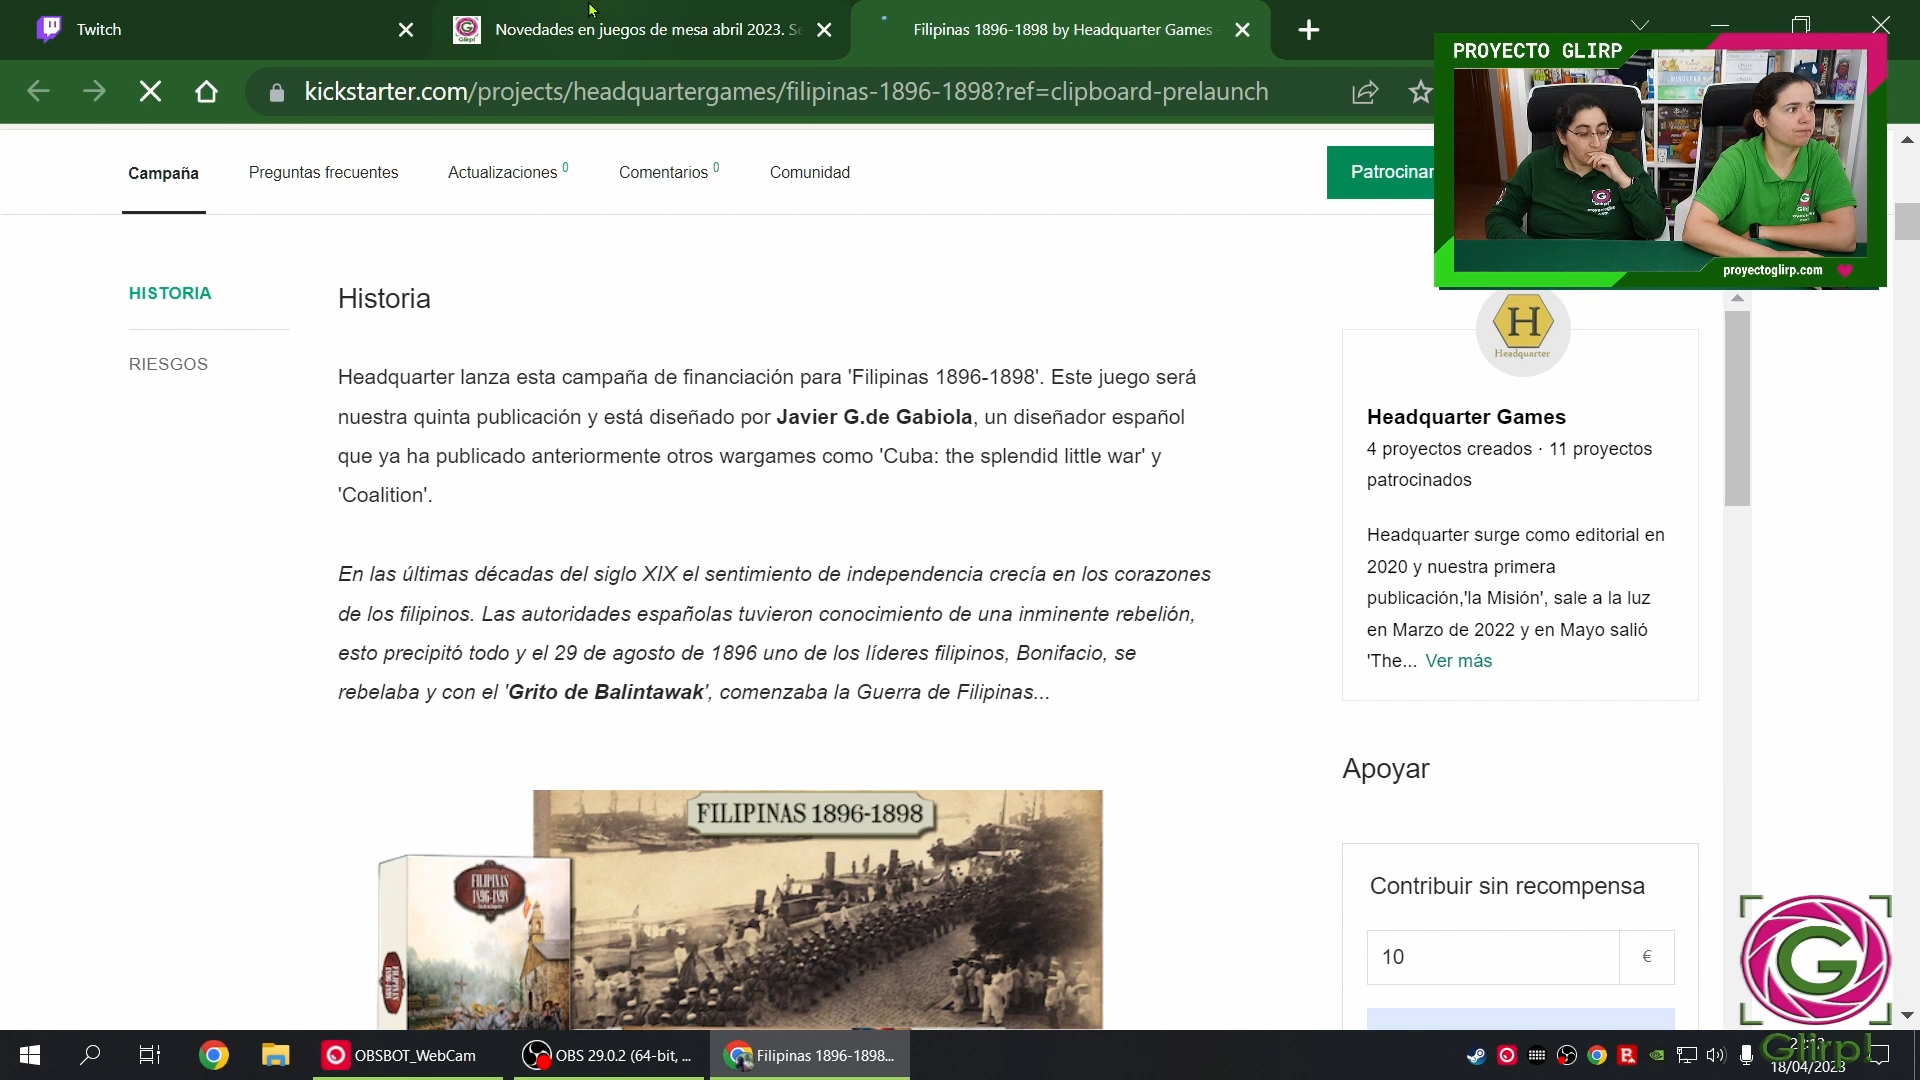 Twitch
Novedades en juegos de mesa abril 2023. Se
Filipinas 1896-1898 by Headquarter Games
kickstarter.com/projects/headquartergames/filipinas-1896-1898?ref=clipboard-prelaunch
PROYECTO GLIRP
proyectoglirp.com
Campaña
Preguntas frecuentes
Actualizaciones 0
Comentarios 0
Comunidad
Patrocinar
HISTORIA
RIESGOS
Historia
Headquarter lanza esta campaña de financiación para 'Filipinas 1896-1898'. Este juego será
nuestra quinta publicación y está diseñado por Javier G.de Gabiola, un diseñador español
que ya ha publicado anteriormente otros wargames como 'Cuba: the splendid little war' y
'Coalition'.
En las últimas décadas del siglo XIX el sentimiento de independencia crecía en los corazones
de los filipinos. Las autoridades españolas tuvieron conocimiento de una inminente rebelión,
esto precipitó todo y el 29 de agosto de 1896 uno de los líderes filipinos, Bonifacio, se
rebelaba y con el 'Grito de Balintawak', comenzaba la Guerra de Filipinas...
FILIPINAS 1896-1898
FILIPINAS
1896-1898
H
Headquarter
Headquarter Games
4 proyectos creados · 11 proyectos
patrocinados
Headquarter surge como editorial en
2020 y nuestra primera
publicación,'la Misión', sale a la luz
en Marzo de 2022 y en Mayo salió
'The... Ver más
Apoyar
Contribuir sin recompensa
10
€
G
Glirp!
OBSBOT_WebCam
OBS 29.0.2 (64-bit, ...
Filipinas 1896-1898...
18/04/2023